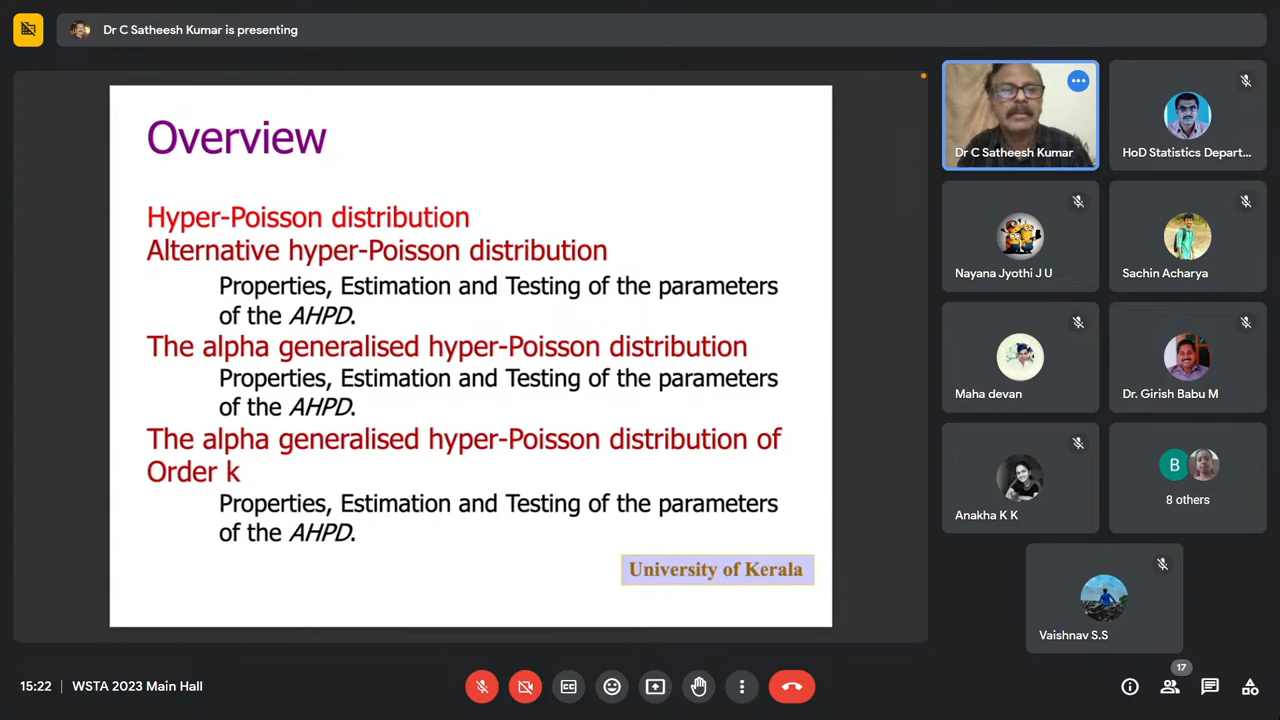 Dr C Satheesh Kumar is presenting
Overview
Hyper-Poisson distribution
Alternative hyper-Poisson distribution
Properties, Estimation and Testing of the parameters
of the AHPD.
The alpha generalised hyper-Poisson distribution
Properties, Estimation and Testing of the parameters
of the AHPD.
The alpha generalised hyper-Poisson distribution of
Order k
Properties, Estimation and Testing of the parameters
of the AHPD.
University of Kerala
Dr C Satheesh Kumar
HoD Statistics Depart...
Nayana Jyothi J U
Sachin Acharya
Maha devan
Dr. Girish Babu M
Anakha K K
B
8 others
Vaishnav S.S
15:22 | WSTA 2023 Main Hall
CC
17